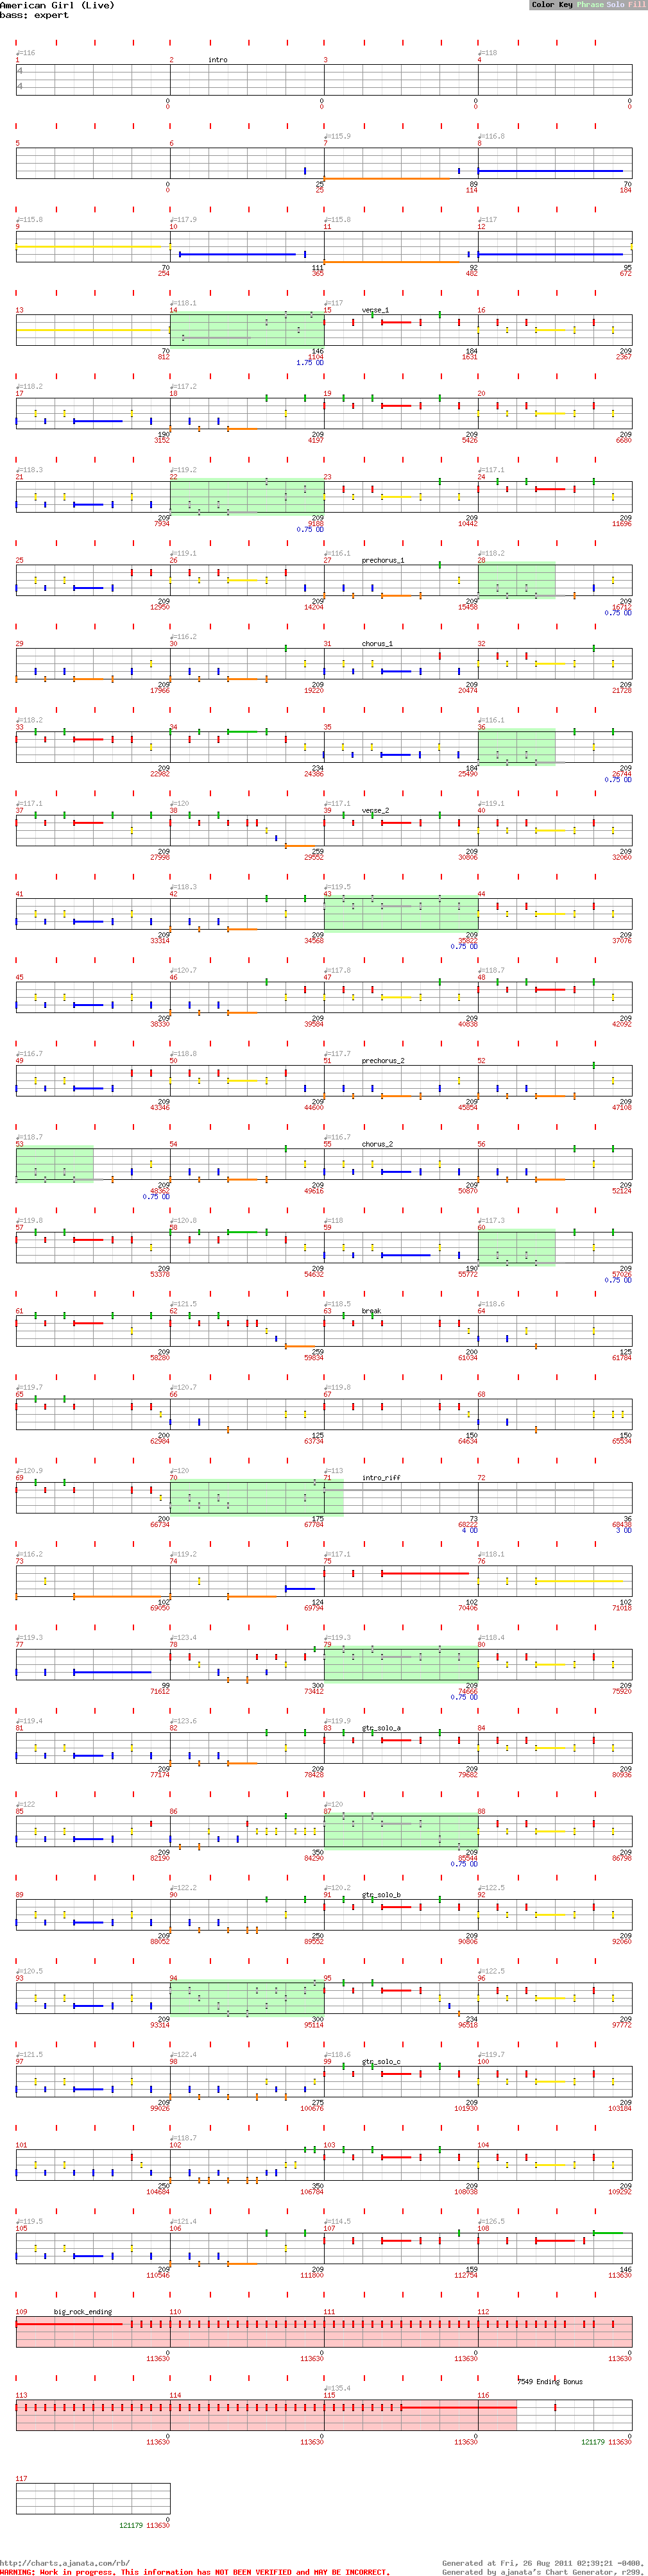 American Girl (Live)
Color Key Phrase Solo Fill
bass: expert
♩=116 ♩=118
1 2 intro 3 4
4
4
0 0 0 0
0 0 0 0
♩=115.9 ♩=116.8
5 6 7 8
0 25 89 70
0 25 114 184
♩=115.8 ♩=117.9 ♩=115.8 ♩=117
9 10 11 12
70 111 92 95
254 365 482 672
♩=118.1 ♩=117
13 14 15 verse_1 16
70 146 184 209
812 1104 1631 2367
1.75 OD
♩=118.2 ♩=117.2
17 18 19 20
190 209 209 209
3152 4197 5426 6680
♩=118.3 ♩=119.2 ♩=117.1
21 22 23 24
209 209 209 209
7934 9188 10442 11696
0.75 OD
♩=119.1 ♩=116.1 ♩=118.2
25 26 27 prechorus_1 28
209 209 209 209
12950 14204 15458 16712
0.75 OD
♩=116.2
29 30 31 chorus_1 32
209 209 209 209
17966 19220 20474 21728
♩=118.2 ♩=116.1
33 34 35 36
209 234 184 209
22982 24386 25490 26744
0.75 OD
♩=117.1 ♩=120 ♩=117.1 ♩=119.1
37 38 39 verse_2 40
209 259 209 209
27998 29552 30806 32060
♩=118.3 ♩=119.5
41 42 43 44
209 209 209 209
33314 34568 35822 37076
0.75 OD
♩=120.7 ♩=117.8 ♩=118.7
45 46 47 48
209 209 209 209
38330 39584 40838 42092
♩=116.7 ♩=118.8 ♩=117.7
49 50 51 prechorus_2 52
209 209 209 209
43346 44600 45854 47108
♩=118.7 ♩=116.7
53 54 55 chorus_2 56
209 209 209 209
48362 49616 50870 52124
0.75 OD
♩=119.8 ♩=120.8 ♩=118 ♩=117.3
57 58 59 60
209 209 190 209
53378 54632 55772 57026
0.75 OD
♩=121.5 ♩=118.5 ♩=118.6
61 62 63 break 64
209 259 200 125
58280 59834 61034 61784
♩=119.7 ♩=120.7 ♩=119.8
65 66 67 68
200 125 150 150
62984 63734 64634 65534
♩=120.9 ♩=120 ♩=113
69 70 71 intro_riff 72
200 175 73 36
66734 67784 68222 68438
4 OD 3 OD
♩=116.2 ♩=119.2 ♩=117.1 ♩=118.1
73 74 75 76
102 124 102 102
69050 69794 70406 71018
♩=119.3 ♩=123.4 ♩=119.3 ♩=118.4
77 78 79 80
99 300 209 209
71612 73412 74666 75920
0.75 OD
♩=119.4 ♩=123.6 ♩=119.9
81 82 83 gtr_solo_a 84
209 209 209 209
77174 78428 79682 80936
♩=122 ♩=120
85 86 87 88
209 350 209 209
82190 84290 85544 86798
0.75 OD
♩=122.2 ♩=120.2 ♩=122.5
89 90 91 gtr_solo_b 92
209 250 209 209
88052 89552 90806 92060
♩=120.5 ♩=122.5
93 94 95 96
209 300 234 209
93314 95114 96518 97772
♩=121.5 ♩=122.4 ♩=118.6 ♩=119.7
97 98 99 gtr_solo_c 100
209 275 209 209
99026 100676 101930 103184
♩=118.7
101 102 103 104
250 350 209 209
104684 106784 108038 109292
♩=119.5 ♩=121.4 ♩=114.5 ♩=126.5
105 106 107 108
209 209 159 146
110546 111800 112754 113630
109 big_rock_ending 110 111 112
0 0 0 0
113630 113630 113630 113630
7549 Ending Bonus
♩=135.4
113 114 115 116
0 0 0 0
113630 113630 113630 121179 113630
117
0
121179 113630
http://charts.ajanata.com/rb/
Generated at Fri, 26 Aug 2011 02:39:21 -0400.
WARNING: Work in progress. This information has NOT BEEN VERIFIED and MAY BE INCORRECT.
Generated by ajanata's Chart Generator, r299.